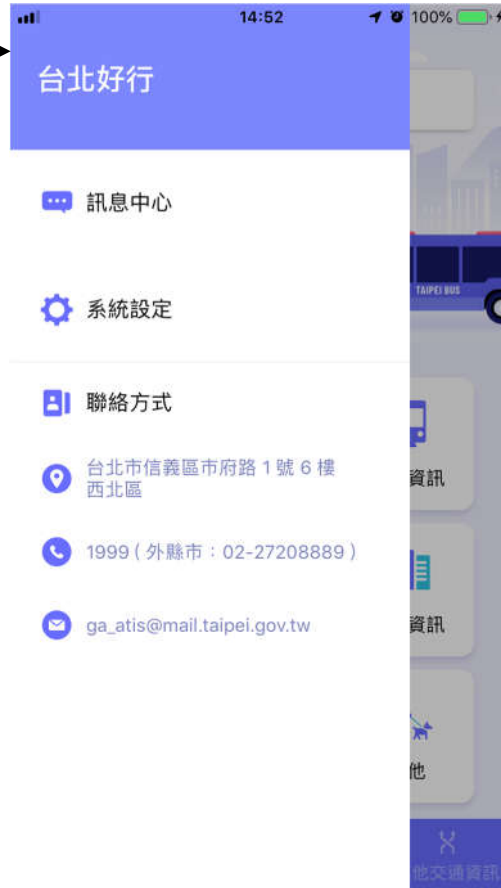 14:52
100%
台北好行
訊息中心
系統設定
聯絡方式
台北市信義區市府路 1 號 6 樓
西北區
1999 ( 外縣市：02-27208889 )
ga_atis@mail.taipei.gov.tw
TAIPEI BUS
資訊
資訊
他
他交通資訊